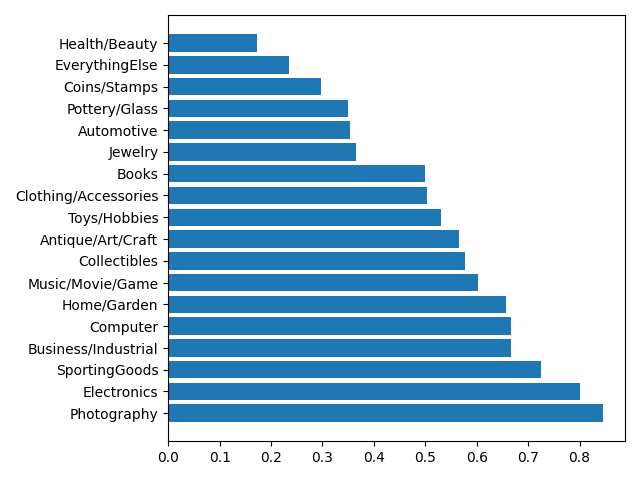 Health/Beauty
EverythingElse
Coins/Stamps
Pottery/Glass
Automotive
Jewelry
Books
Clothing/Accessories
Toys/Hobbies
Antique/Art/Craft
Collectibles
Music/Movie/Game
Home/Garden
Computer
Business/Industrial
SportingGoods
Electronics
Photography
0.0 0.1 0.2 0.3 0.4 0.5 0.6 0.7 0.8